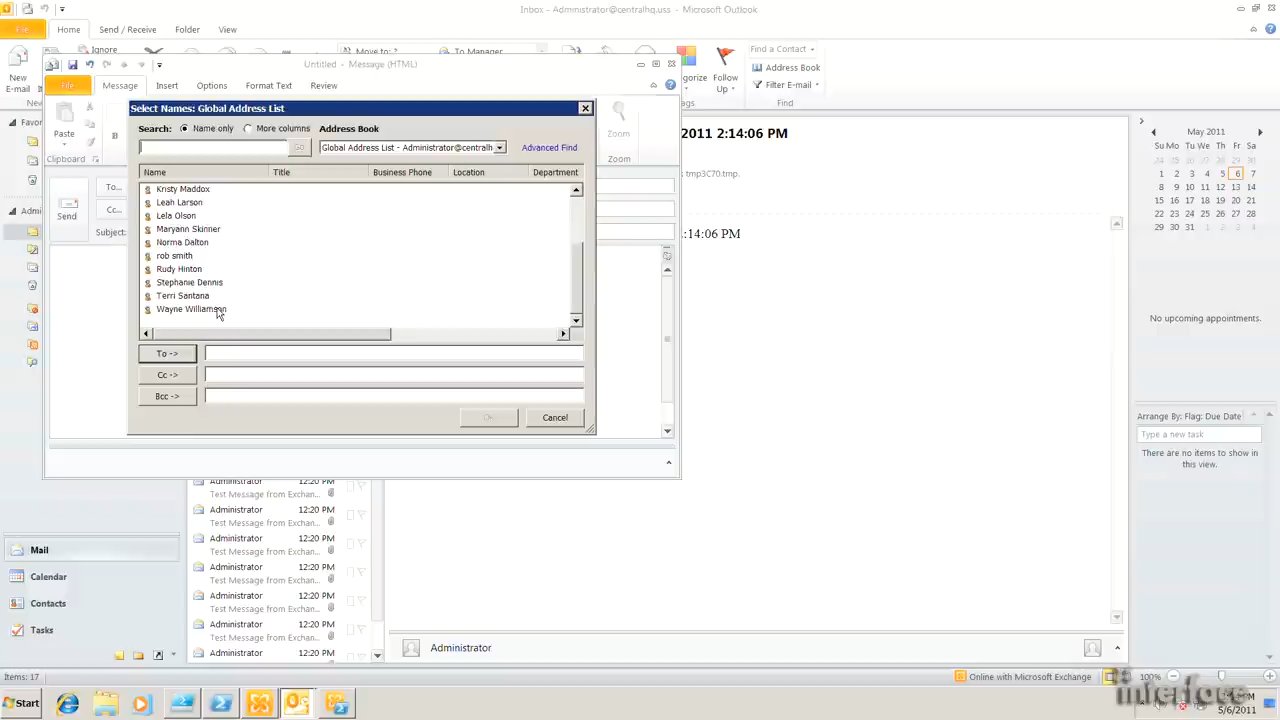 Inbox - Administrator@centralhq.uss - Microsoft Outlook
File Home Send / Receive Folder View
Ignore Move to: ? To Manager Find a Contact
New E-mail Address Book
Follow Up Filter E-mail
Find
Untitled - Message (HTML)
File Message Insert Options Format Text Review
Paste
Clipboard
Zoom
Zoom
To...
Cc...
Subject:
Send
Select Names: Global Address List
Search: Name only More columns Address Book
Go Global Address List - Administrator@centralh Advanced Find
Name Title Business Phone Location Department
Kristy Maddox
Leah Larson
Lela Olson
Maryann Skinner
Norma Dalton
rob smith
Rudy Hinton
Stephanie Dennis
Terri Santana
Wayne Williamson
To ->
Cc ->
Bcc ->
Cancel
2011 2:14:06 PM
tmp3C70.tmp.
:14:06 PM
May 2011
Su Mo Tu We Th Fr Sa
24 25 26 27 28 29 30
1 2 3 4 5 6 7
8 9 10 11 12 13 14
15 16 17 18 19 20 21
22 23 24 25 26 27 28
29 30 31 1 2 3 4
No upcoming appointments.
Arrange By: Flag: Due Date
Type a new task
There are no items to show in this view.
Administrator 12:20 PM
Test Message from Exchan...
Administrator 12:20 PM
Test Message from Exchan...
Administrator 12:20 PM
Test Message from Exchan...
Administrator 12:20 PM
Test Message from Exchan...
Administrator 12:20 PM
Test Message from Exchan...
Administrator 12:20 PM
Test Message from Exchan...
Administrator 12:20 PM
Mail
Calendar
Contacts
Tasks
Administrator
Items: 17
Online with Microsoft Exchange
100%
Start
5/6/2011
interface